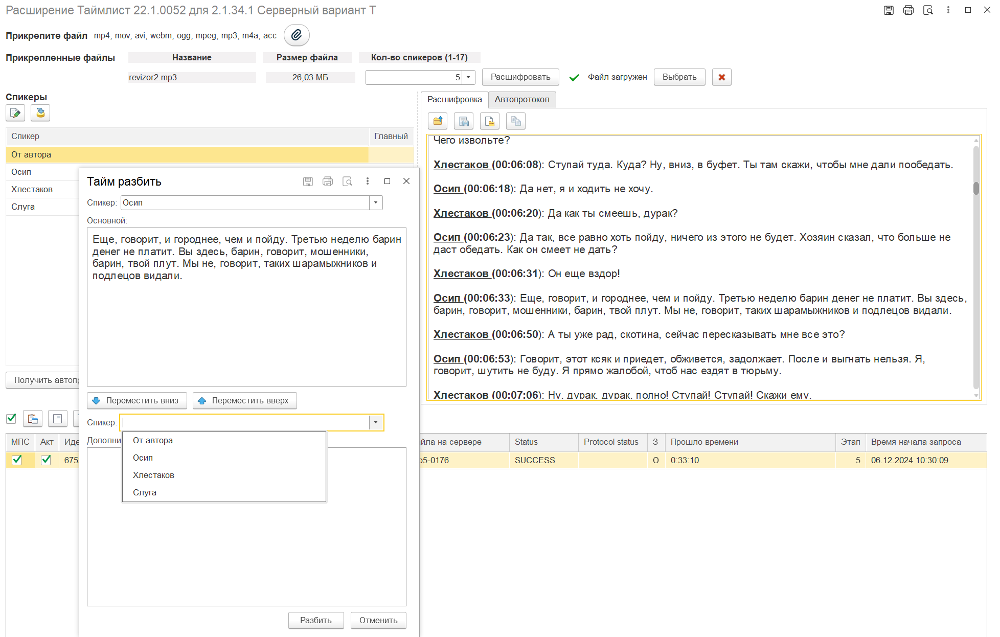 Расширение Таймлист 22.1.0052 для 2.1.34.1 Серверный вариант Т
Прикрепите файл mp4, mov, avi, webm, ogg, mpeg, mp3, m4a, acc
Прикрепленные файлы Название Размер файла Кол-во спикеров (1-17)
revizor2.mp3 26,03 МБ 5 Расшифровать Файл загружен Выбрать
Спикеры
Спикер Главный
От автора
Осип
Хлестаков
Слуга
Получить автопр
Расшифровка Автопротокол
Чего извольте?
Хлестаков (00:06:08): Ступай туда. Куда? Ну, вниз, в буфет. Ты там скажи, чтобы мне дали пообедать.
Осип (00:06:18): Да нет, я и ходить не хочу.
Хлестаков (00:06:20): Да как ты смеешь, дурак?
Осип (00:06:23): Да так, все равно хоть пойду, ничего из этого не будет. Хозяин сказал, что больше не
даст обедать. Как он смеет не дать?
Хлестаков (00:06:31): Он еще вздор!
Осип (00:06:33): Еще, говорит, и городнее, чем и пойду. Третью неделю барин денег не платит. Вы здесь,
барин, говорит, мошенники, барин, твой плут. Мы не, говорит, таких шарамыжников и подлецов видали.
Хлестаков (00:06:50): А ты уже рад, скотина, сейчас пересказывать мне все это?
Осип (00:06:53): Говорит, этот ксяк и приедет, обживется, задолжает. После и выгнать нельзя. Я,
говорит, шутить не буду. Я прямо жалобой, чтоб нас ездят в тюрьму.
Хлестаков (00:07:06): Ну, дурак, дурак, полно! Ступай! Ступай! Скажи ему.
Тайм разбить
Спикер: Осип
Основной:
Еще, говорит, и городнее, чем и пойду. Третью неделю барин
денег не платит. Вы здесь, барин, говорит, мошенники,
барин, твой плут. Мы не, говорит, таких шарамыжников и
подлецов видали.
Переместить вниз Переместить вверх
Спикер:
Дополни
От автора
Осип
Хлестаков
Слуга
Разбить Отменить
МПС Акт Иде айла на сервере Status Protocol status З Прошло времени Этап Время начала запроса
675 b5-0176 SUCCESS О 0:33:10 5 06.12.2024 10:30:09